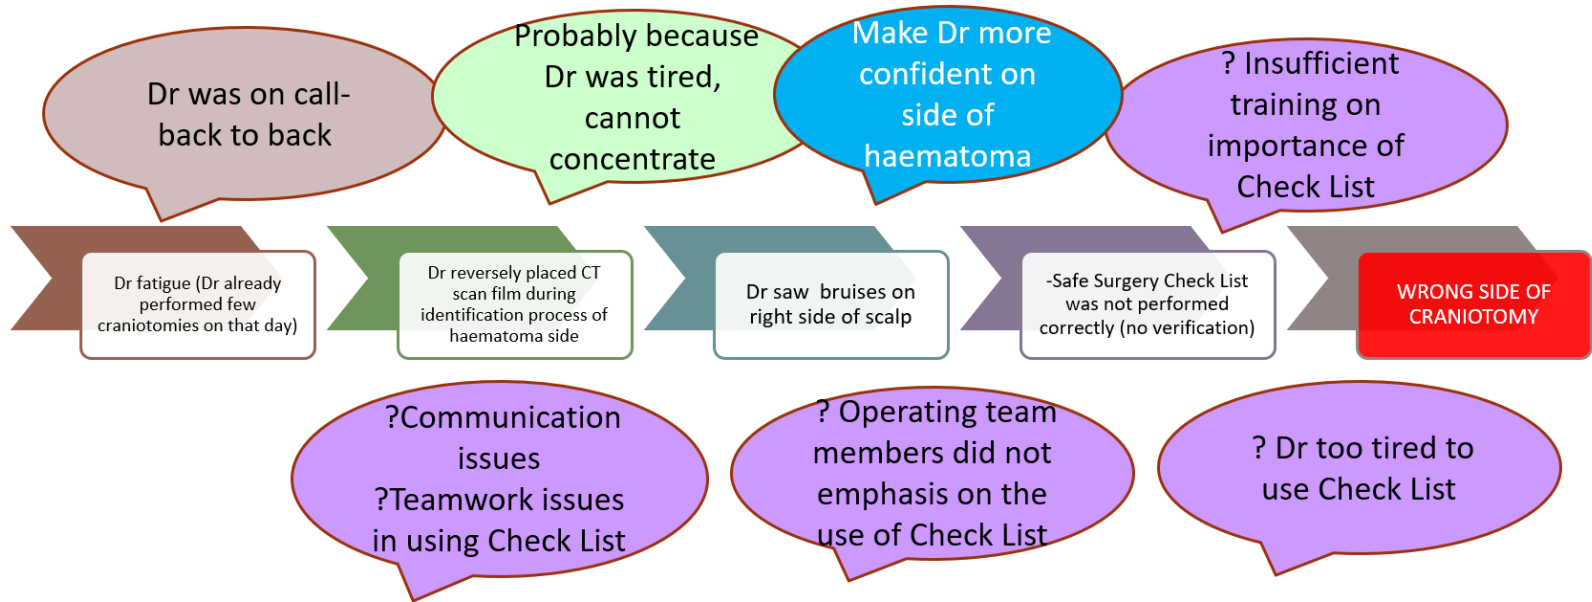 Dr was on call-
back to back
Probably because
Dr was tired,
cannot
concentrate
Make Dr more
confident on
side of
haematoma
? Insufficient
training on
importance of
Check List
Dr fatigue (Dr already
performed few
craniotomies on that day)
Dr reversely placed CT
scan film during
identification process of
haematoma side
Dr saw bruises on
right side of scalp
-Safe Surgery Check List
was not performed
correctly (no verification)
WRONG SIDE OF
CRANIOTOMY
?Communication
issues
?Teamwork issues
in using Check List
? Operating team
members did not
emphasis on the
use of Check List
? Dr too tired to
use Check List